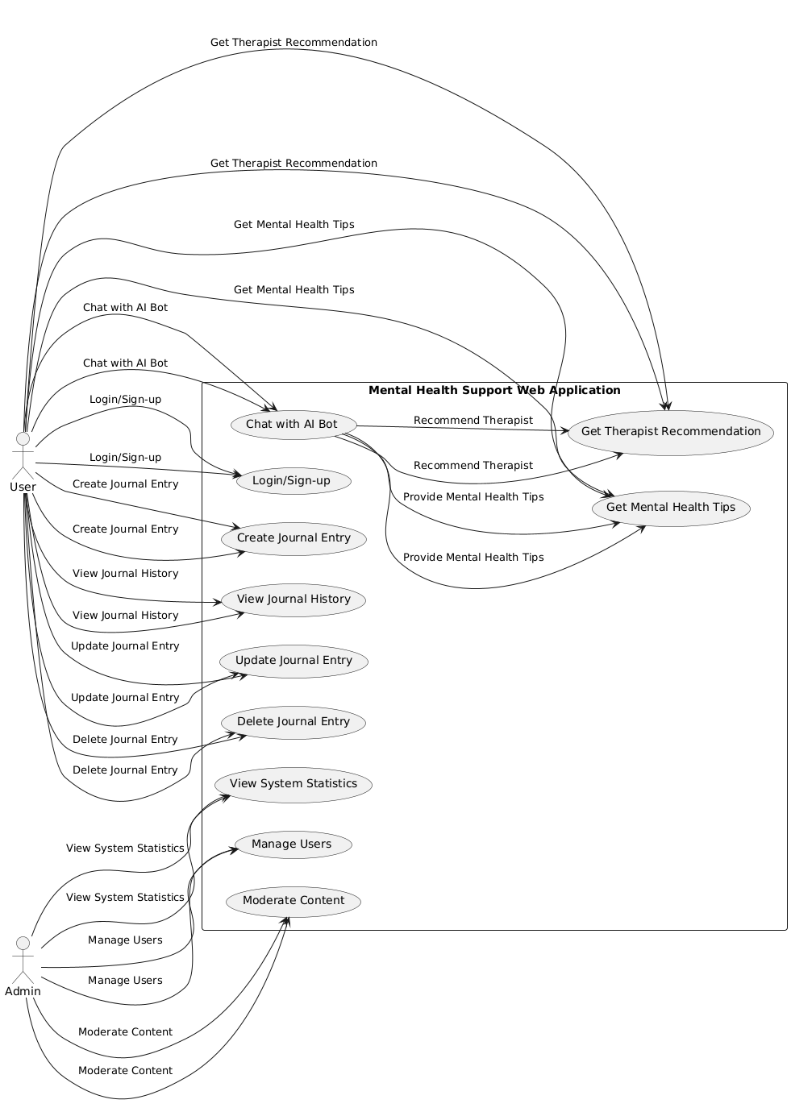 Get Therapist Recommendation
Get Therapist Recommendation
Get Mental Health Tips
Get Mental Health Tips
Chat with AI Bot
Chat with AI Bot
Login/Sign-up
Login/Sign-up
Create Journal Entry
Create Journal Entry
View Journal History
View Journal History
Update Journal Entry
Update Journal Entry
Delete Journal Entry
Delete Journal Entry
User
Mental Health Support Web Application
Chat with AI Bot
Recommend Therapist
Get Therapist Recommendation
Recommend Therapist
Login/Sign-up
Provide Mental Health Tips
Get Mental Health Tips
Create Journal Entry
Provide Mental Health Tips
View Journal History
Update Journal Entry
Delete Journal Entry
View System Statistics
Manage Users
Moderate Content
View System Statistics
View System Statistics
Manage Users
Manage Users
Admin
Moderate Content
Moderate Content